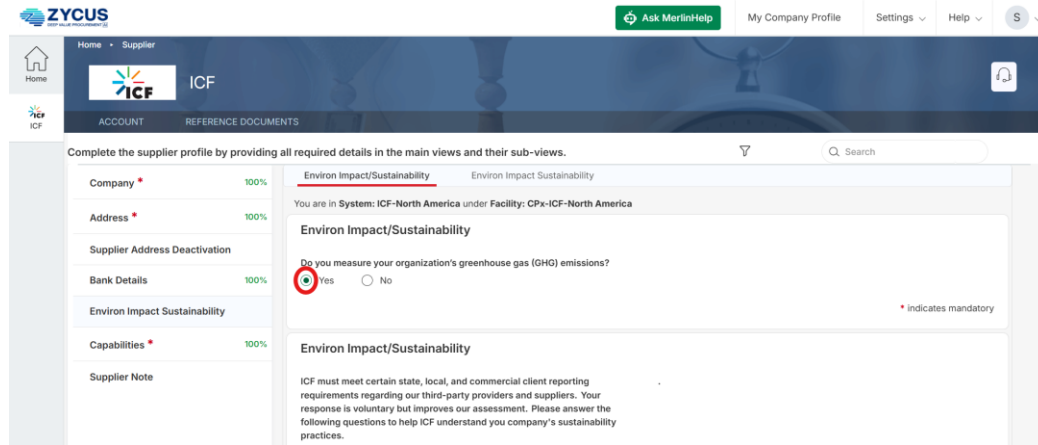 ZYCUS
DEEP VALUE PROCUREMENT AI
Ask MerlinHelp
My Company Profile
Settings
Help
S
Home
ICF
ICF
Home • Supplier
ICF
ACCOUNT REFERENCE DOCUMENTS
Complete the supplier profile by providing all required details in the main views and their sub-views.
Search
Company * 100%
Address * 100%
Supplier Address Deactivation
Bank Details 100%
Environ Impact Sustainability
Capabilities * 100%
Supplier Note
Environ Impact/Sustainability Environ Impact Sustainability
You are in System: ICF-North America under Facility: CPx-ICF-North America
Environ Impact/Sustainability
Do you measure your organization's greenhouse gas (GHG) emissions?
Yes No
* indicates mandatory
Environ Impact/Sustainability
ICF must meet certain state, local, and commercial client reporting .
requirements regarding our third-party providers and suppliers. Your
response is voluntary but improves our assessment. Please answer the
following questions to help ICF understand you company's sustainability
practices.